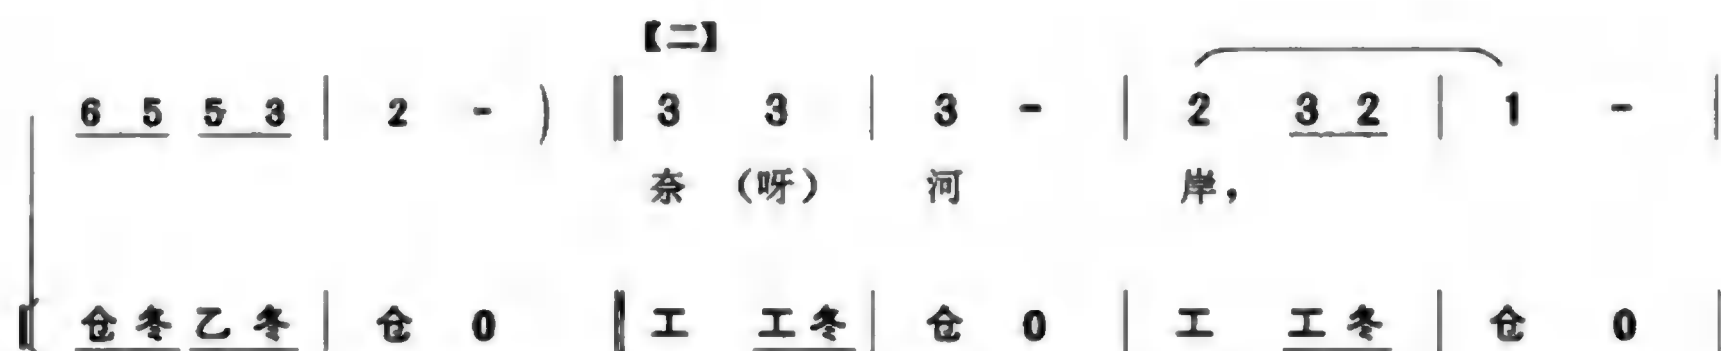 【二】
6 5 5 3 | 2 - ) ‖ 3 3 | 3 - | 2 3 2 | 1 - |
奈 (呀) 河 岸，
仓 冬 乙 冬 | 仓 0 ‖ 工 工 冬 | 仓 0 | 工 工 冬 | 仓 0 |